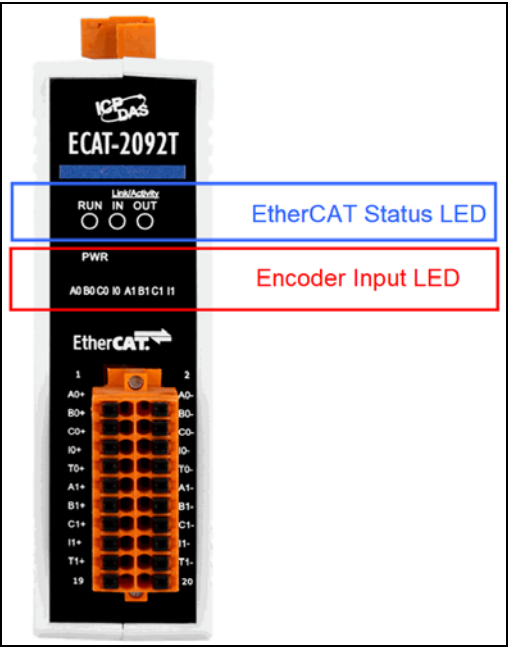 ICP DAS
ECAT-2092T
Link/Activity
RUN IN OUT
EtherCAT Status LED
PWR
Encoder Input LED
A0 B0 C0 I0 A1 B1 C1 I1
EtherCAT.
1 2
A0+ A0-
B0+ B0-
C0+ C0-
I0+ I0-
T0+ T0-
A1+ A1-
B1+ B1-
C1+ C1-
I1+ I1-
T1+ T1-
19 20